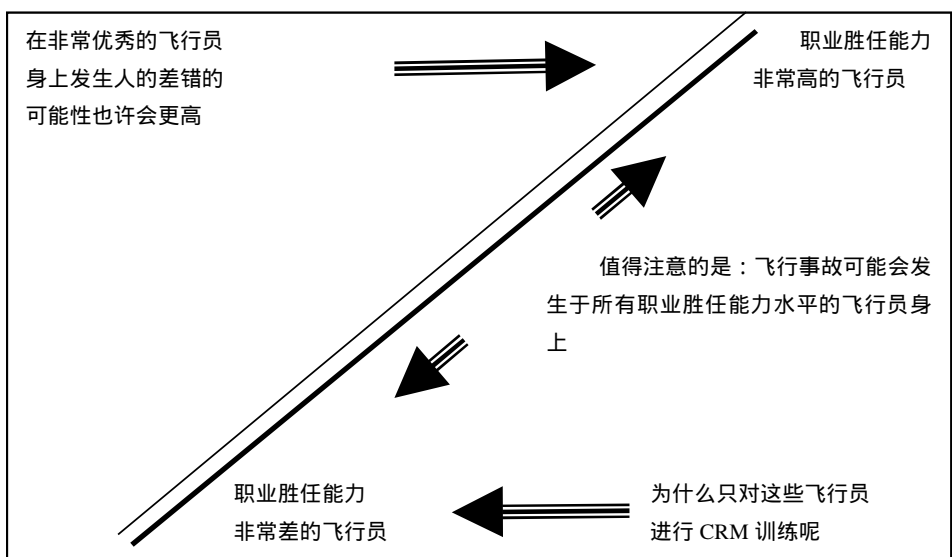 在非常优秀的飞行员
身上发生人的差错的
可能性也许会更高
职业胜任能力
非常高的飞行员
值得注意的是：飞行事故可能会发
生于所有职业胜任能力水平的飞行员身
上
职业胜任能力
非常差的飞行员
为什么只对这些飞行员
进行 CRM 训练呢